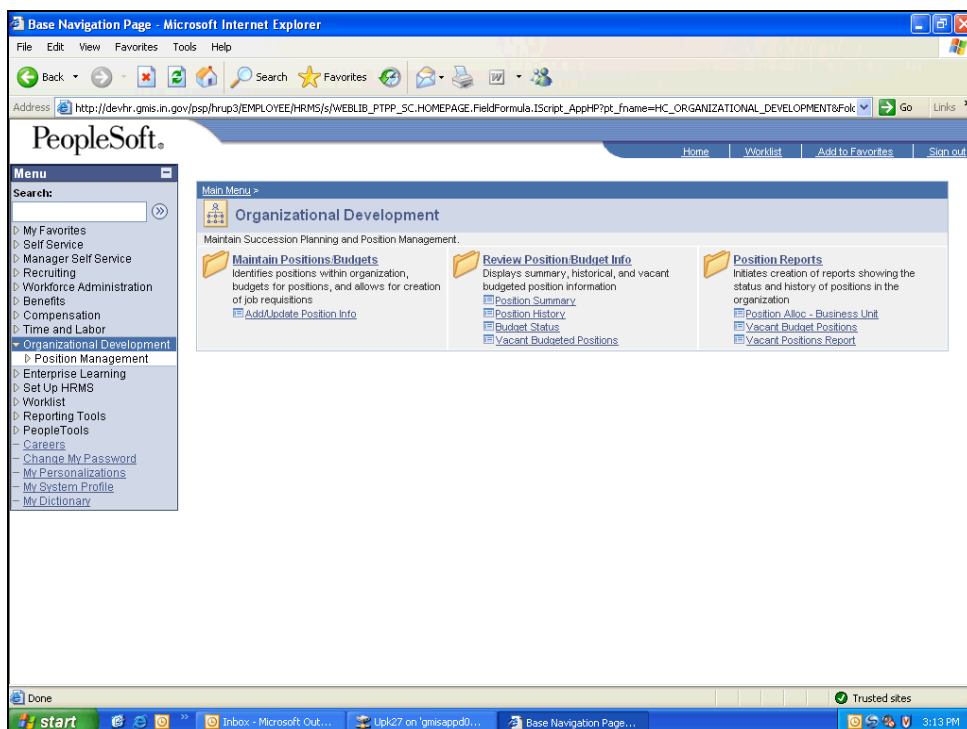 Base Navigation Page - Microsoft Internet Explorer
File Edit View Favorites Tools Help
Back Search Favorites
Address http://devhr.gmis.in.gov/psp/hrup3/EMPLOYEE/HRMS/s/WEBLIB_PTPP_SC.HOMEPAGE.FieldFormula.IScript_AppHP?pt_fname=HC_ORGANIZATIONAL_DEVELOPMENT&Folc Go Links
PeopleSoft.
Home Worklist Add to Favorites Sign out
Menu
Search:
My Favorites
Self Service
Manager Self Service
Recruiting
Workforce Administration
Benefits
Compensation
Time and Labor
Organizational Development
Position Management
Enterprise Learning
Set Up HRMS
Worklist
Reporting Tools
PeopleTools
Careers
Change My Password
My Personalizations
My System Profile
My Dictionary
Main Menu >
Organizational Development
Maintain Succession Planning and Position Management.
Maintain Positions/Budgets
Identifies positions within organization,
budgets for positions, and allows for creation
of job requisitions
Add/Update Position Info
Review Position/Budget Info
Displays summary, historical, and vacant
budgeted position information
Position Summary
Position History
Budget Status
Vacant Budgeted Positions
Position Reports
Initiates creation of reports showing the
status and history of positions in the
organization
Position Alloc - Business Unit
Vacant Budget Positions
Vacant Positions Report
Done Trusted sites
start Inbox - Microsoft Out... Upk27 on 'gmisappd0... Base Navigation Page... 3:13 PM